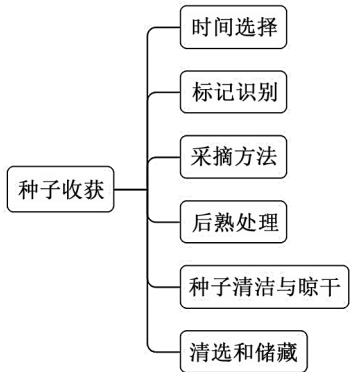 种子收获
时间选择
标记识别
采摘方法
后熟处理
种子清洁与晾干
清选和储藏